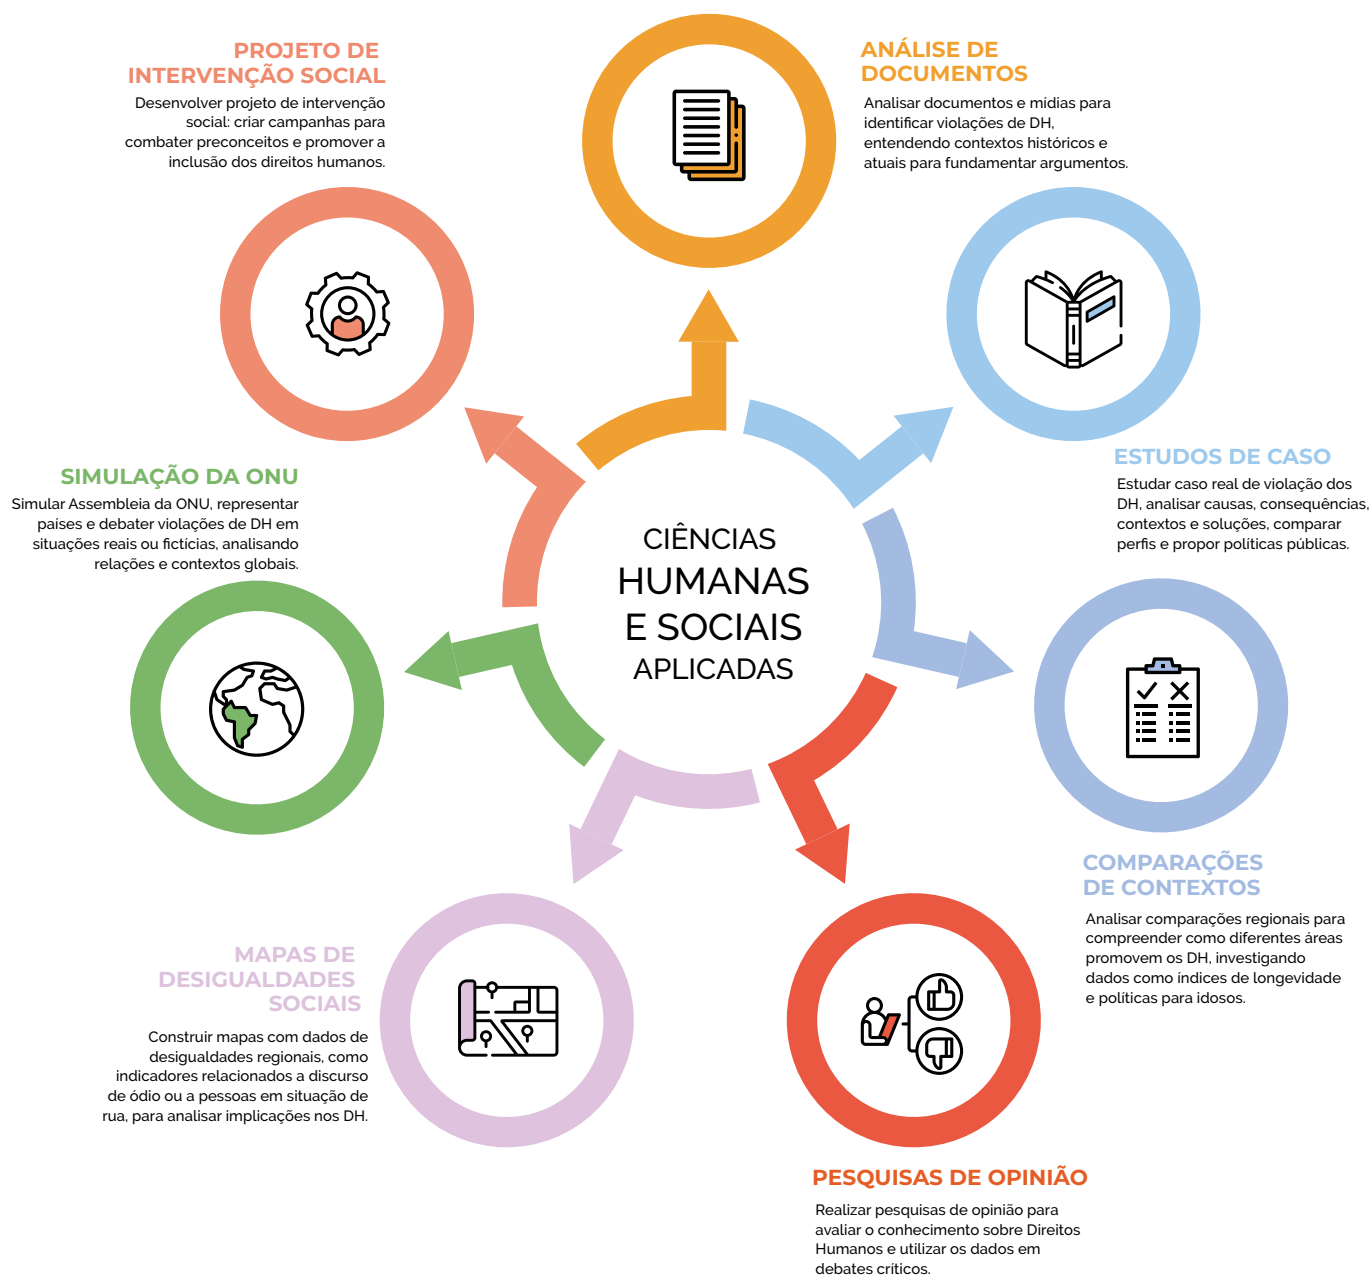 PROJETO DE
INTERVENÇÃO SOCIAL
Desenvolver projeto de intervenção
social: criar campanhas para
combater preconceitos e promover a
inclusão dos direitos humanos.
ANÁLISE DE
DOCUMENTOS
Analisar documentos e mídias para
identificar violações de DH,
entendendo contextos históricos e
atuais para fundamentar argumentos.
ESTUDOS DE CASO
Estudar caso real de violação dos
DH, analisar causas, consequências,
contextos e soluções, comparar
perfis e propor políticas públicas.
SIMULAÇÃO DA ONU
Simular Assembleia da ONU, representar
países e debater violações de DH em
situações reais ou fictícias, analisando
relações e contextos globais.
CIÊNCIAS
HUMANAS
E SOCIAIS
APLICADAS
COMPARAÇÕES
DE CONTEXTOS
Analisar comparações regionais para
compreender como diferentes áreas
promovem os DH, investigando
dados como índices de longevidade
e políticas para idosos.
MAPAS DE
DESIGUALDADES
SOCIAIS
Construir mapas com dados de
desigualdades regionais, como
indicadores relacionados a discurso
de ódio ou a pessoas em situação de
rua, para analisar implicações nos DH.
PESQUISAS DE OPINIÃO
Realizar pesquisas de opinião para
avaliar o conhecimento sobre Direitos
Humanos e utilizar os dados em
debates críticos.